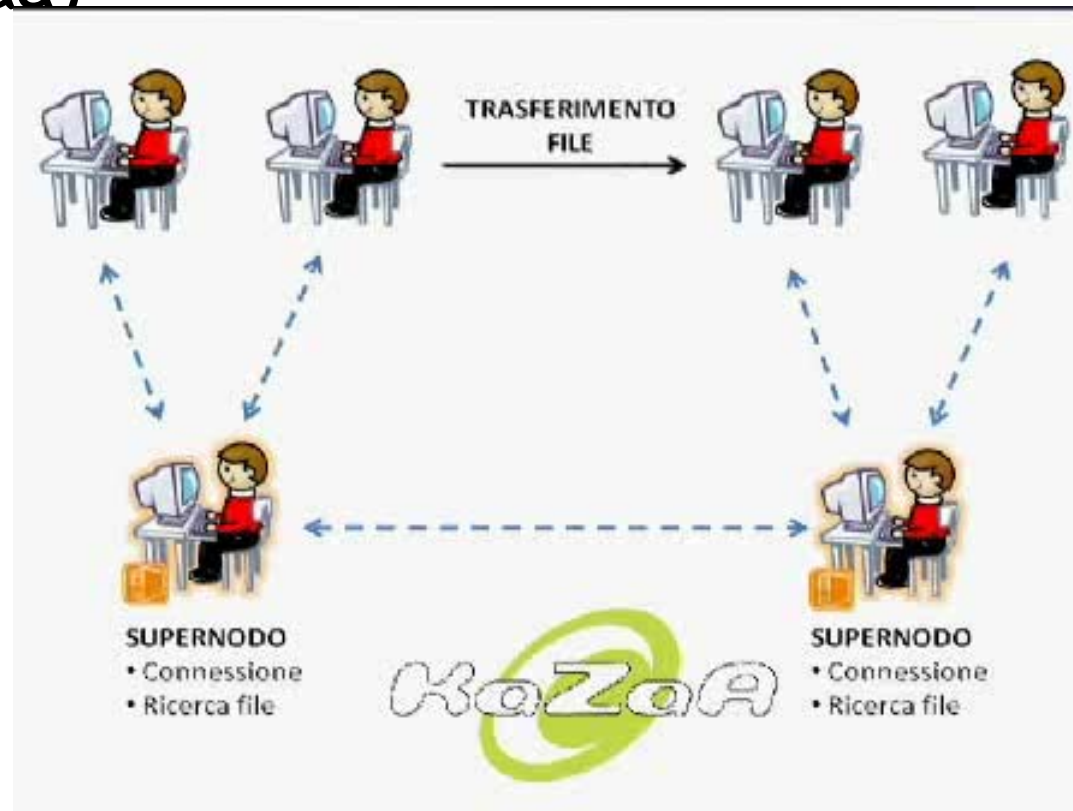 TRASFERIMENTO
FILE
SUPERNODO
• Connessione
• Ricerca file
KaZaA
SUPERNODO
• Connessione
• Ricerca file